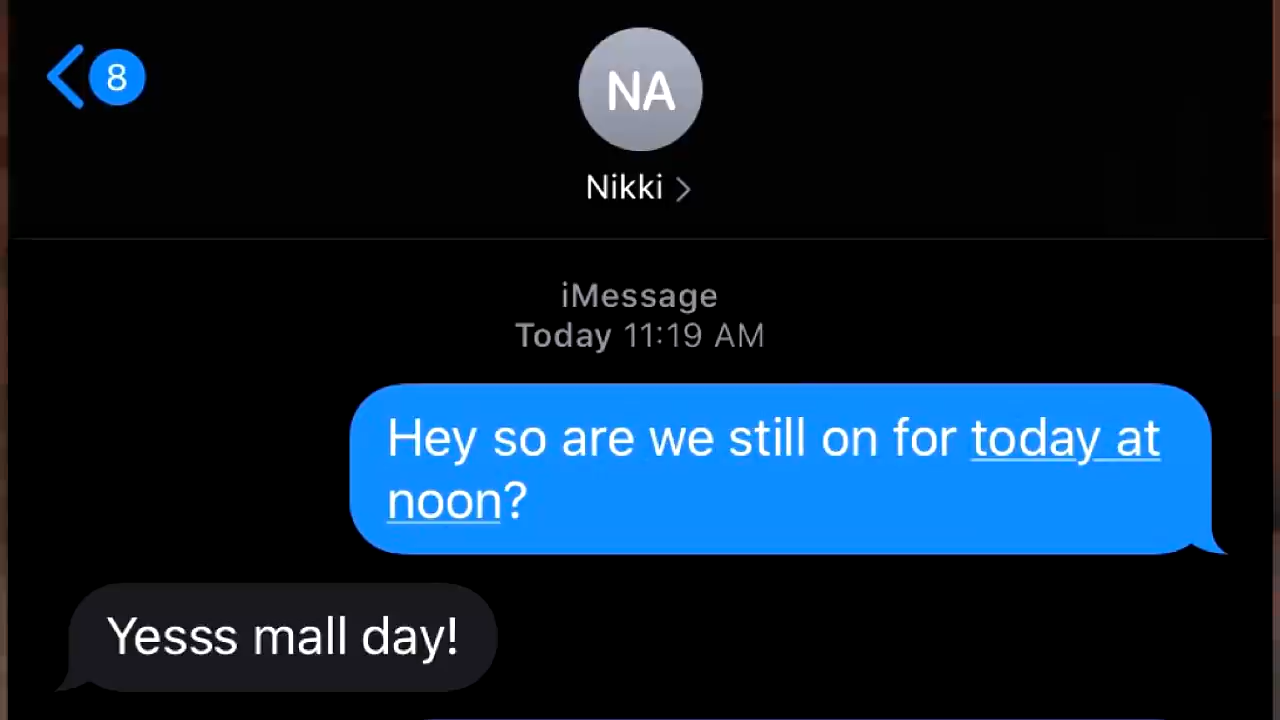 8
NA
Nikki
iMessage
Today 11:19 AM
Hey so are we still on for today at
noon?
Yesss mall day!